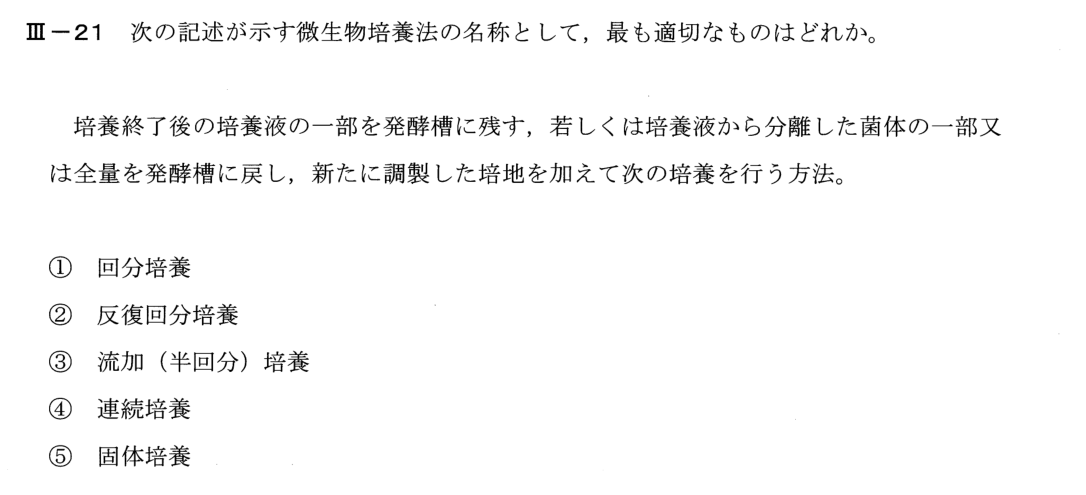 Ⅲ－21　次の記述が示す微生物培養法の名称として，最も適切なものはどれか。
培養終了後の培養液の一部を発酵槽に残す，若しくは培養液から分離した菌体の一部又
は全量を発酵槽に戻し，新たに調製した培地を加えて次の培養を行う方法。
①　回分培養
②　反復回分培養
③　流加（半回分）培養
④　連続培養
⑤　固体培養